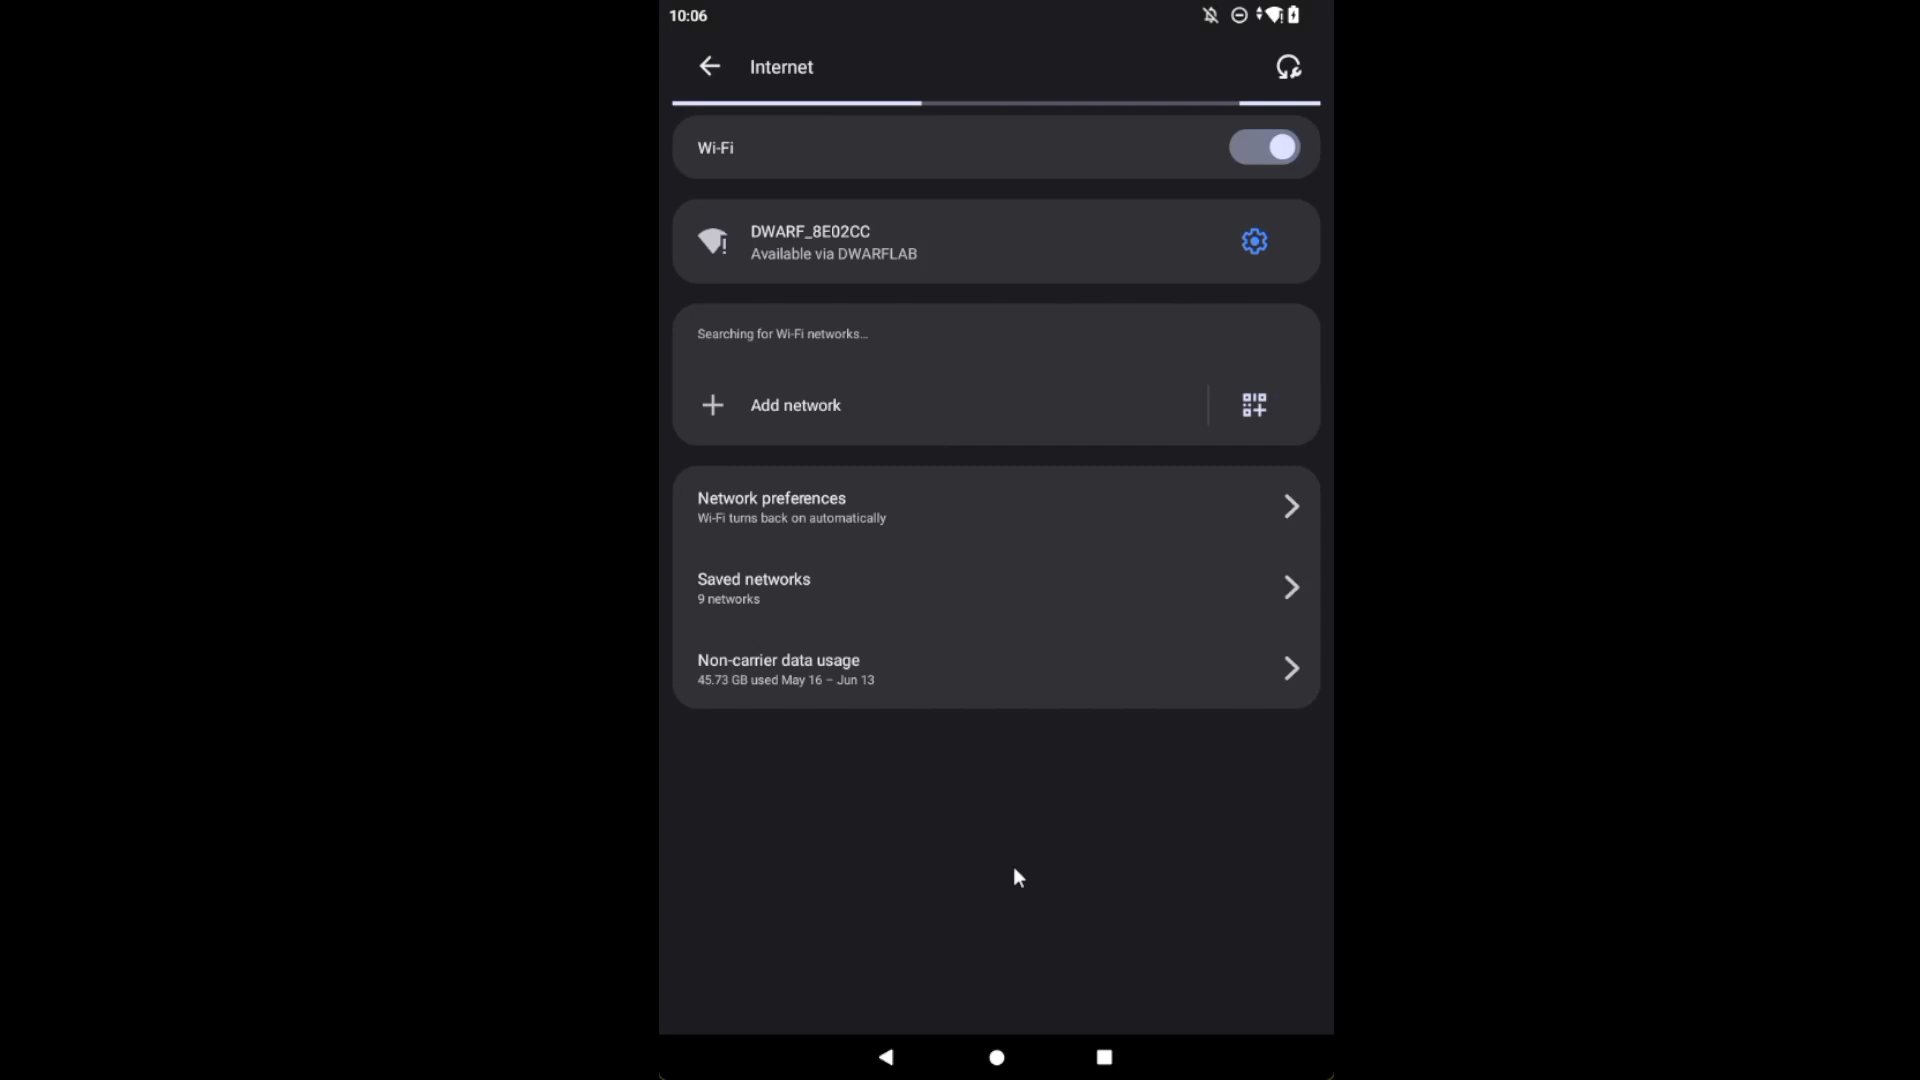 10:06
Internet
Wi-Fi
DWARF_8E02CC
Available via DWARFLAB
Searching for Wi-Fi networks…
Add network
Network preferences
Wi-Fi turns back on automatically
Saved networks
9 networks
Non-carrier data usage
45.73 GB used May 16 – Jun 13